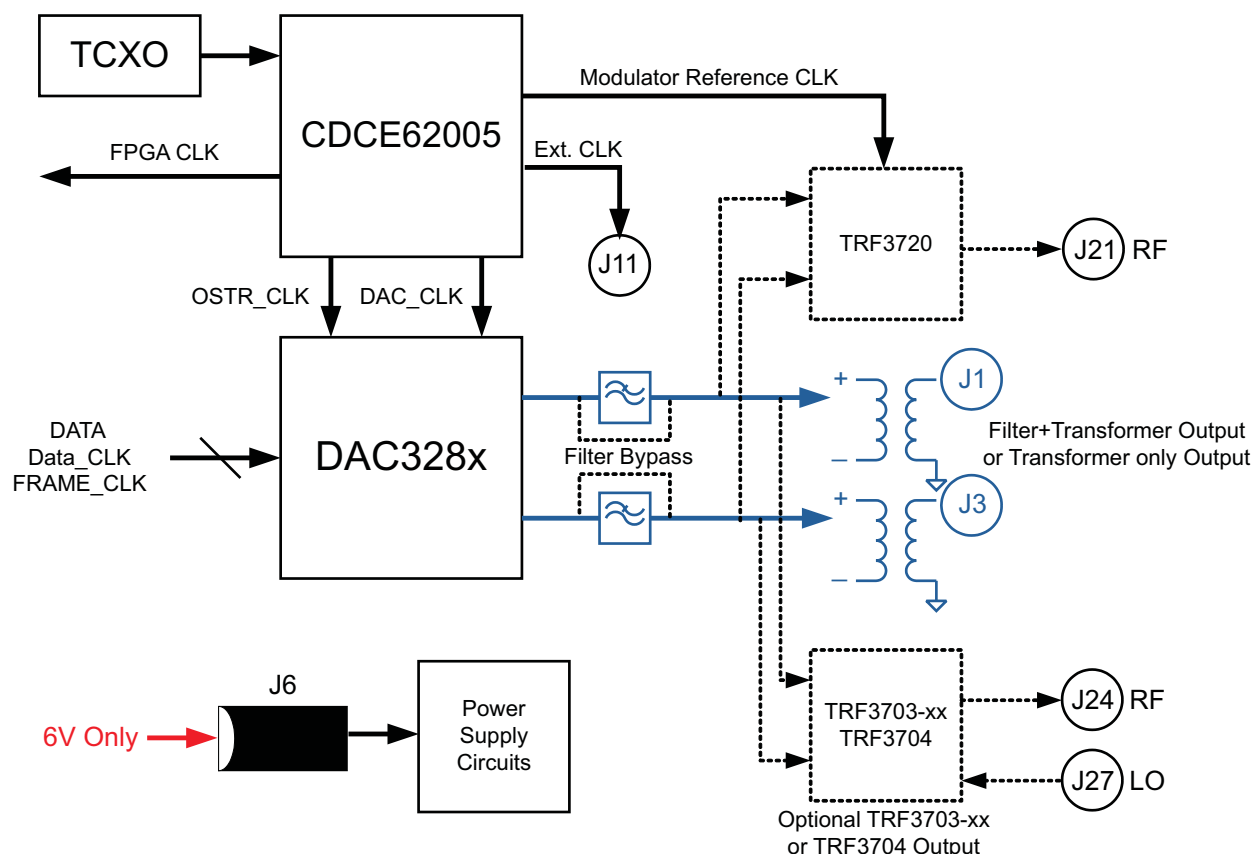 TCXO
CDCE62005
Modulator Reference CLK
FPGA CLK
Ext. CLK
J11
TRF3720
J21 RF
OSTR_CLK
DAC_CLK
DATA
Data_CLK
FRAME_CLK
DAC328x
Filter Bypass
+
–
J1
Filter+Transformer Output
or Transformer only Output
+
–
J3
6V Only
J6
Power
Supply
Circuits
TRF3703-xx
TRF3704
J24 RF
J27 LO
Optional TRF3703-xx
or TRF3704 Output